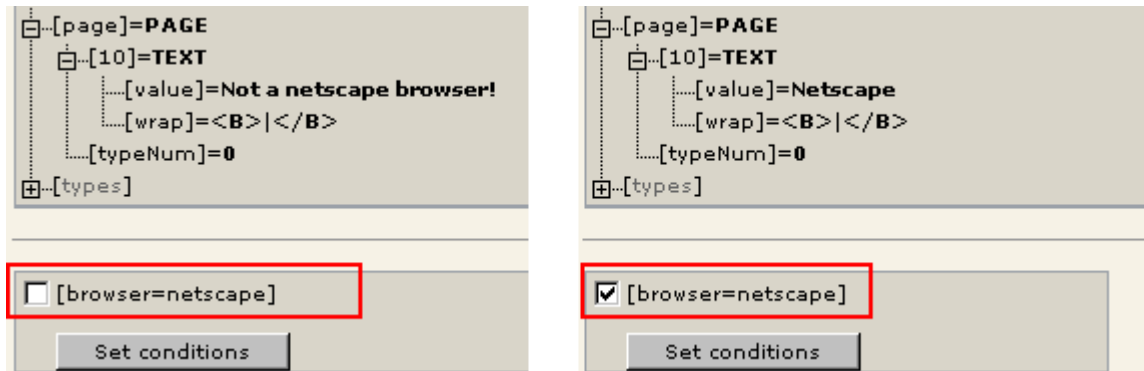 [page]=PAGE
[10]=TEXT
[value]=Not a netscape browser!
[wrap]=<B>|</B>
[typeNum]=0
[types]
[browser=netscape]
Set conditions
[page]=PAGE
[10]=TEXT
[value]=Netscape
[wrap]=<B>|</B>
[typeNum]=0
[types]
[browser=netscape]
Set conditions